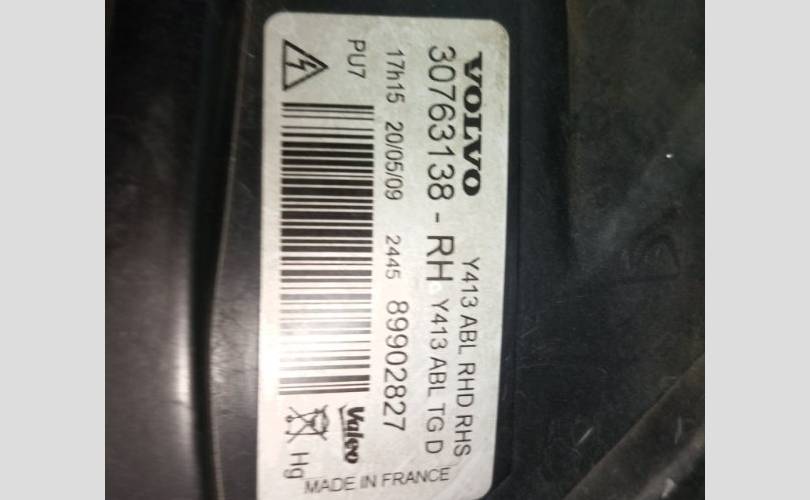 VOLVO Y413 ABL RHD RHS
30763138 - RH Y413 ABL TG D
17h15 20/05/09 2445 89902827
PU7
Valeo
Hg
MADE IN FRANCE